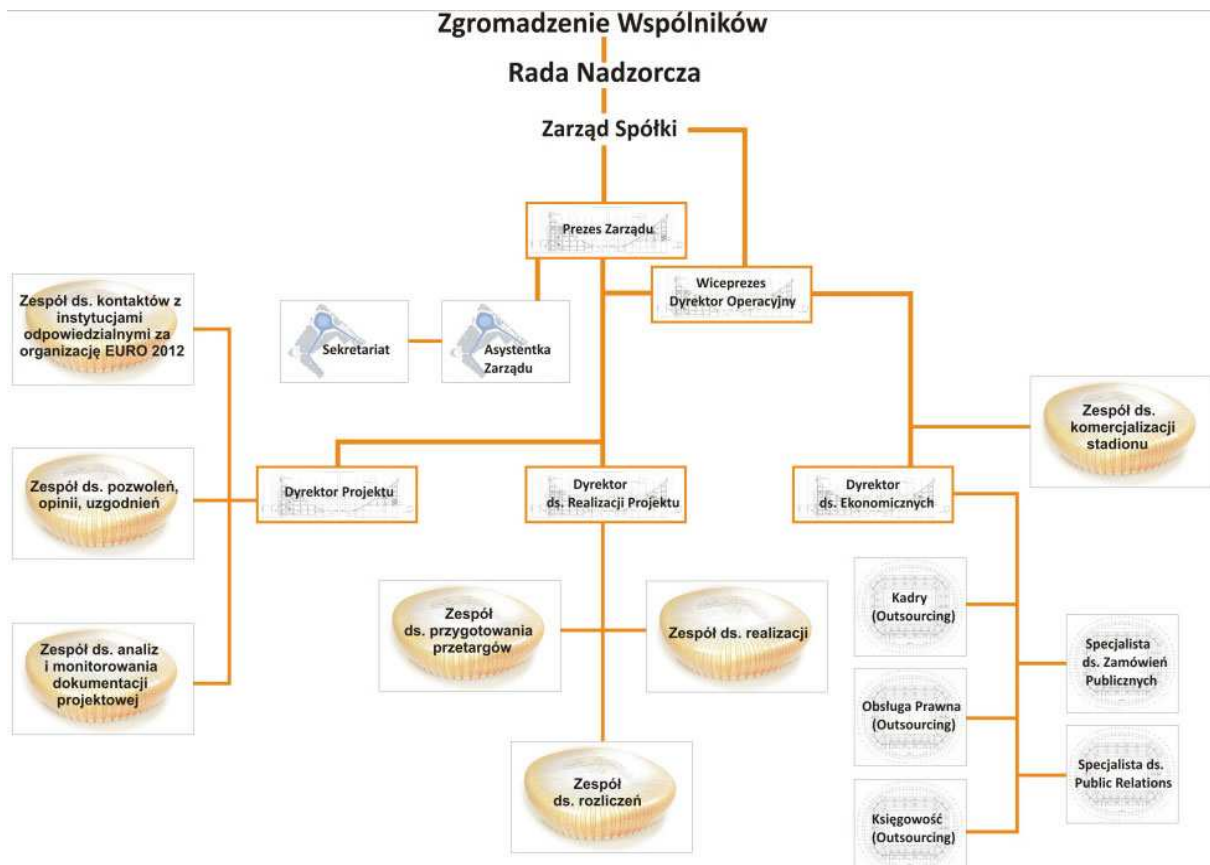 Zgromadzenie Wspólników
Rada Nadzorcza
Zarząd Spółki
Prezes Zarządu
Wiceprezes
Dyrektor Operacyjny
Sekretariat
Asystentka
Zarządu
Zespół ds. kontaktów z
instytucjami
odpowiedzialnymi za
organizację EURO 2012
Zespół ds. pozwoleń,
opinii, uzgodnień
Zespół ds. analiz
i monitorowania
dokumentacji
projektowej
Dyrektor Projektu
Dyrektor
ds. Realizacji Projektu
Dyrektor
ds. Ekonomicznych
Zespół ds.
komercjalizacji
stadionu
Zespół
ds. przygotowania
przetargów
Zespół ds. realizacji
Zespół
ds. rozliczeń
Kadry
(Outsourcing)
Obsługa Prawna
(Outsourcing)
Księgowość
(Outsourcing)
Specjalista
ds. Zamówień
Publicznych
Specjalista ds.
Public Relations